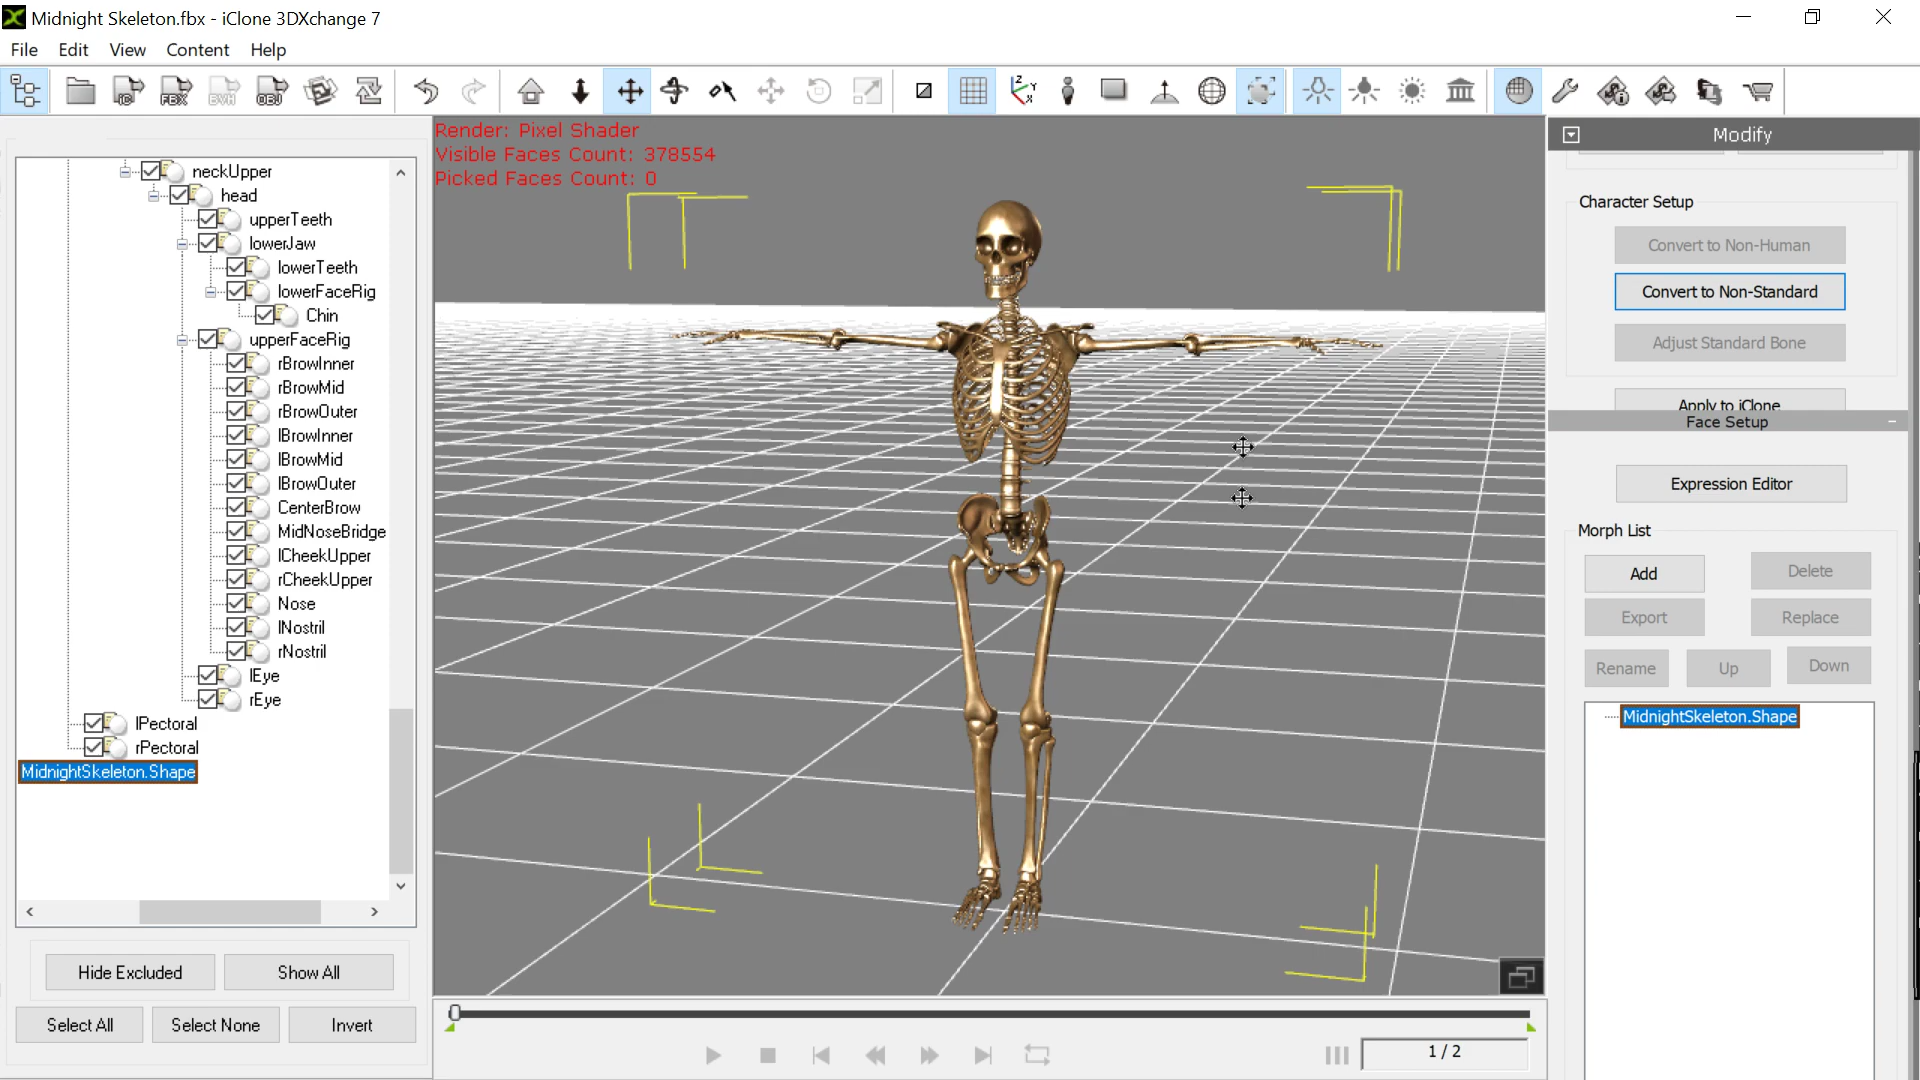 Midnight Skeleton.fbx - iClone 3DXchange 7
File Edit View Content Help
Render: Pixel Shader
Visible Faces Count: 378554
Picked Faces Count: 0
neckUpper
head
upperTeeth
lowerJaw
lowerTeeth
lowerFaceRig
Chin
upperFaceRig
rBrowInner
rBrowMid
rBrowOuter
lBrowInner
lBrowMid
lBrowOuter
CenterBrow
MidNoseBridge
lCheekUpper
rCheekUpper
Nose
lNostril
rNostril
lEye
rEye
lPectoral
rPectoral
MidnightSkeleton.Shape
Hide Excluded Show All
Select All Select None Invert
1 / 2
Modify
Character Setup
Convert to Non-Human
Convert to Non-Standard
Adjust Standard Bone
Apply to iClone
Face Setup
Expression Editor
Morph List
Add Delete
Export Replace
Rename Up Down
MidnightSkeleton.Shape